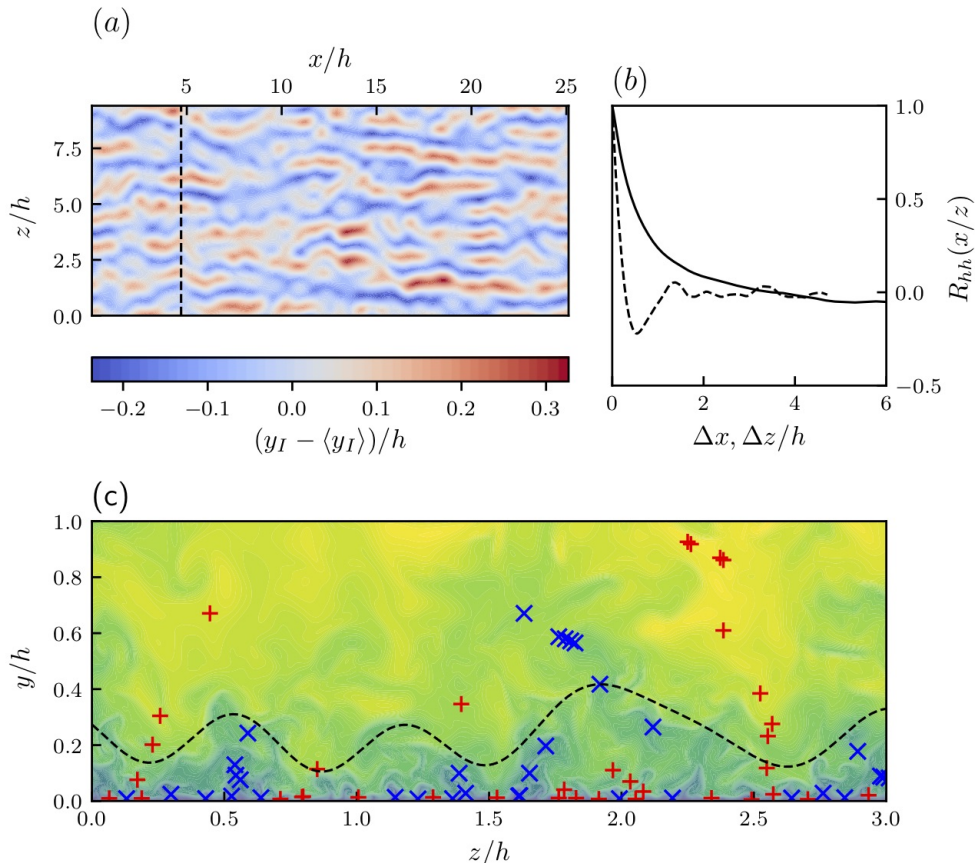 (a)
x/h
5 10 15 20 25
7.5
5.0
2.5
0.0
z/h
−0.2 −0.1 0.0 0.1 0.2 0.3
(y_I − ⟨y_I⟩)/h
(b)
1.0
0.5
0.0
−0.5
R_hh(x/z)
0 2 4 6
Δx, Δz/h
(c)
1.0
0.8
0.6
0.4
0.2
0.0
y/h
0.0 0.5 1.0 1.5 2.0 2.5 3.0
z/h